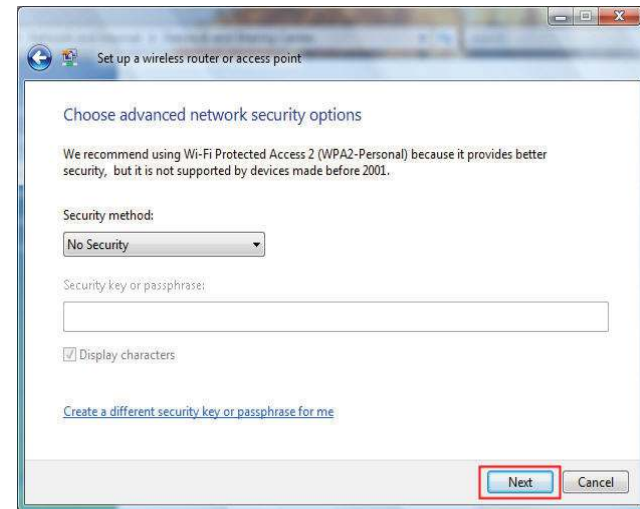 Set up a wireless router or access point
Choose advanced network security options
We recommend using Wi-Fi Protected Access 2 (WPA2-Personal) because it provides better
security, but it is not supported by devices made before 2001.
Security method:
No Security
Security key or passphrase:
Display characters
Create a different security key or passphrase for me
Next Cancel